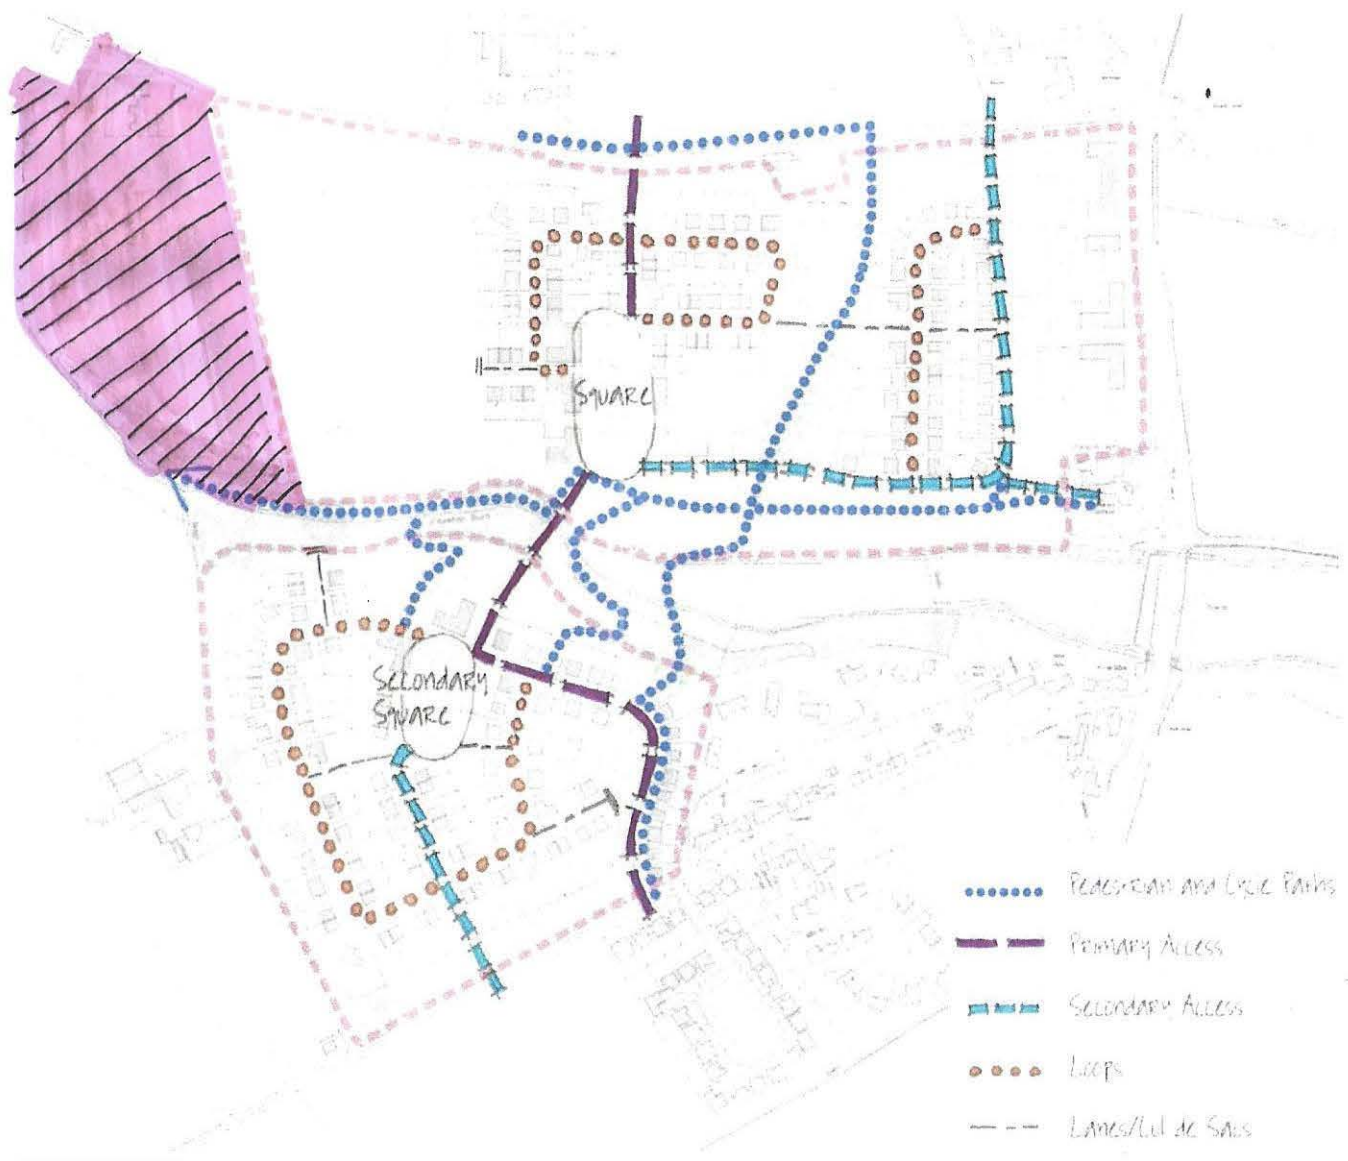 Square
Secondary
Square
Pedestrian and Cycle Paths
Primary Access
Secondary Access
Loops
Lanes/Cul de Sacs